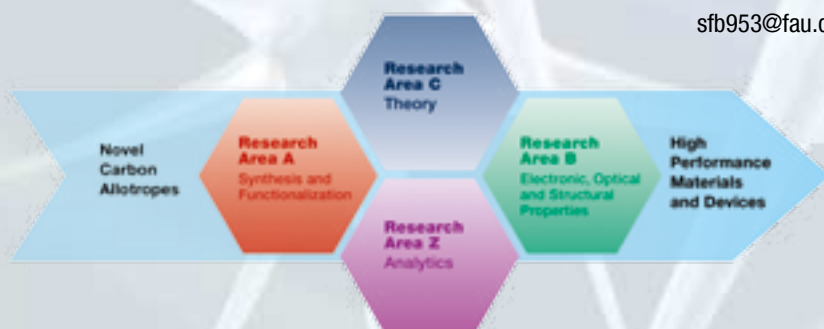 sfb953@fau.d
Research
Area C
Theory
Novel
Carbon
Allotropes
Research
Area A
Synthesis and
Functionalization
Research
Area B
Electronic, Optical
and Structural
Properties
High
Performance
Materials
and Devices
Research
Area Z
Analytics